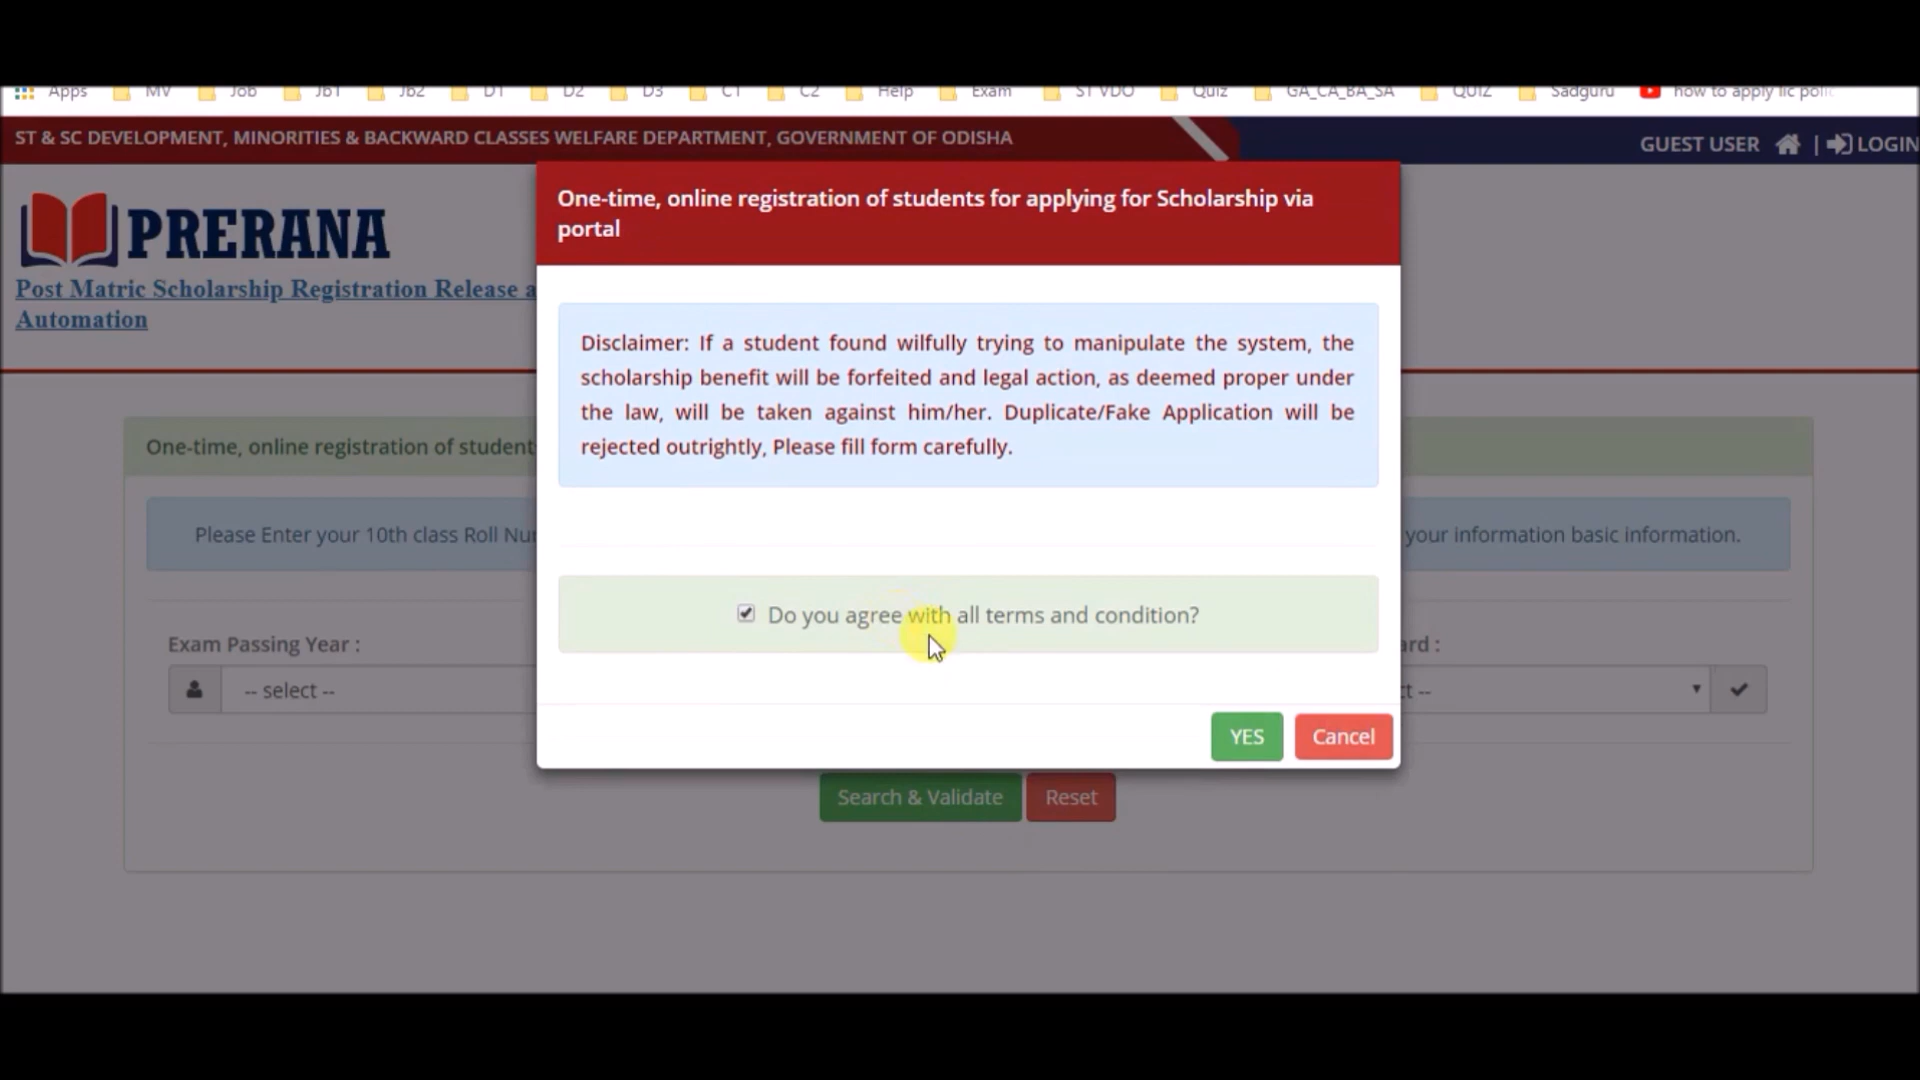 Apps MV Job Jb1 Jb2 D1 D2 D3 C1 C2 Help Exam ST VDO Quiz GA_CA_BA_SA QUIZ Sadguru how to apply lic polic
ST & SC DEVELOPMENT, MINORITIES & BACKWARD CLASSES WELFARE DEPARTMENT, GOVERNMENT OF ODISHA
GUEST USER | LOGIN
PRERANA
Post Matric Scholarship Registration Release a
Automation
One-time, online registration of students for applying for Scholarship via
portal
Disclaimer: If a student found wilfully trying to manipulate the system, the
scholarship benefit will be forfeited and legal action, as deemed proper under
the law, will be taken against him/her. Duplicate/Fake Application will be
rejected outrightly, Please fill form carefully.
Do you agree with all terms and condition?
YES Cancel
One-time, online registration of student
Please Enter your 10th class Roll Nu
your information basic information.
Exam Passing Year :
ard :
-- select --
ct --
Search & Validate Reset